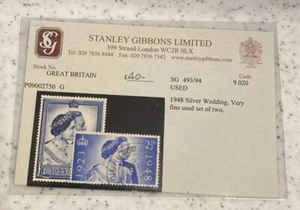 STANLEY GIBBONS LIMITED
399 Strand London WC2R 0LX
Tel: 020 7836 8444 Fax: 020 7836 7342 www.stanleygibbons.com
Stock No. SG 493/94 Code
GREAT BRITAIN £40- USED 9.020
P09002750 G
1948 Silver Wedding. Very
fine used set of two.
1923 1948